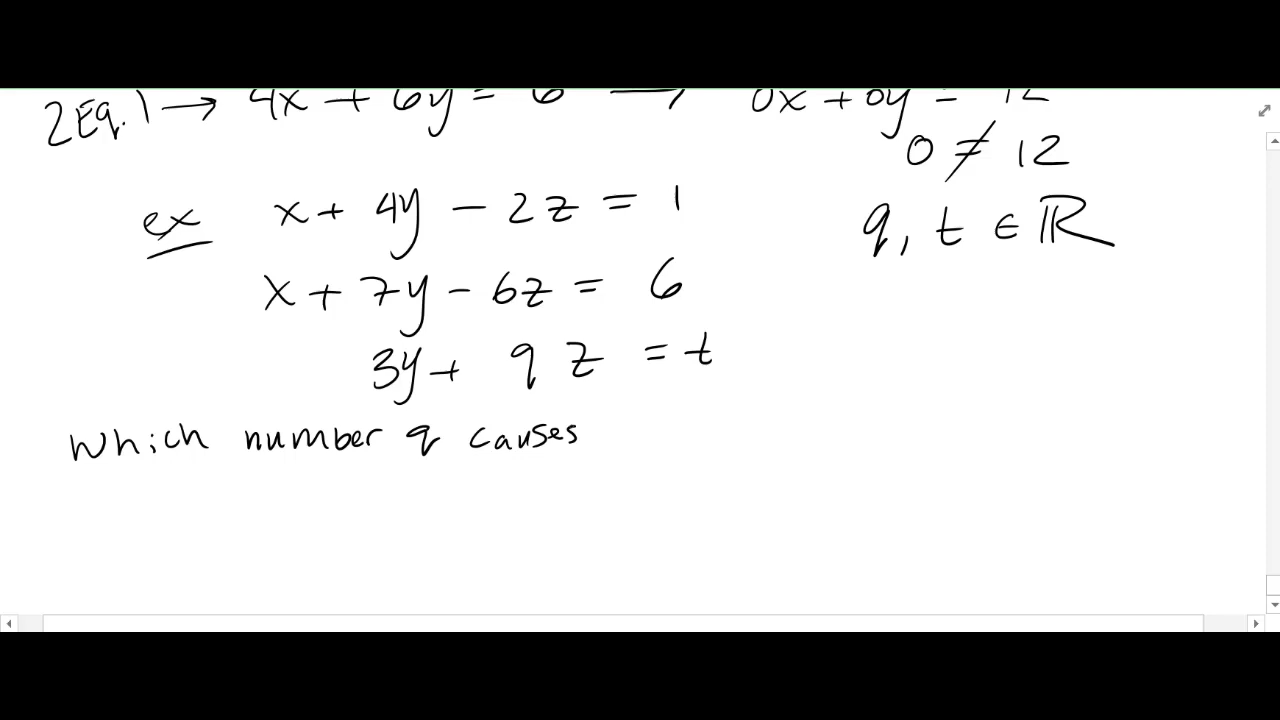 2Eq. 1 → 4x + 6y = 6 → 0x + 0y = 12
0 ≠ 12
ex x + 4y - 2z = 1 q, t ∈ ℝ
x + 7y - 6z = 6
3y + q z = t
Which number q causes